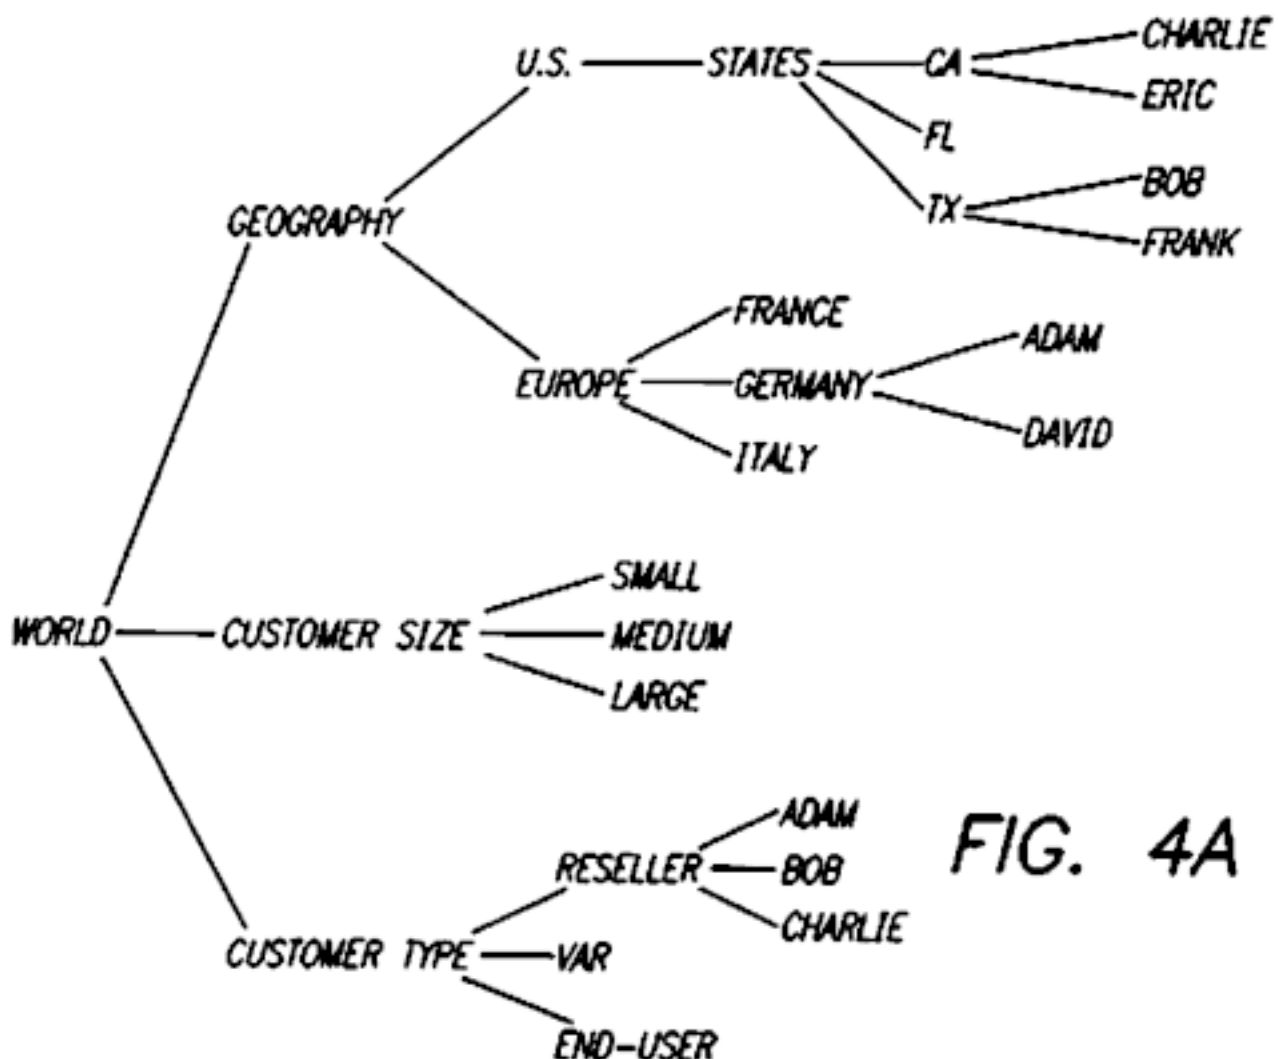 CHARLIE
U.S. STATES CA
ERIC
FL
BOB
TX
GEOGRAPHY
FRANK
FRANCE
ADAM
EUROPE GERMANY
DAVID
ITALY
SMALL
WORLD CUSTOMER SIZE MEDIUM
LARGE
ADAM
FIG. 4A
RESELLER BOB
CHARLIE
CUSTOMER TYPE VAR
END-USER